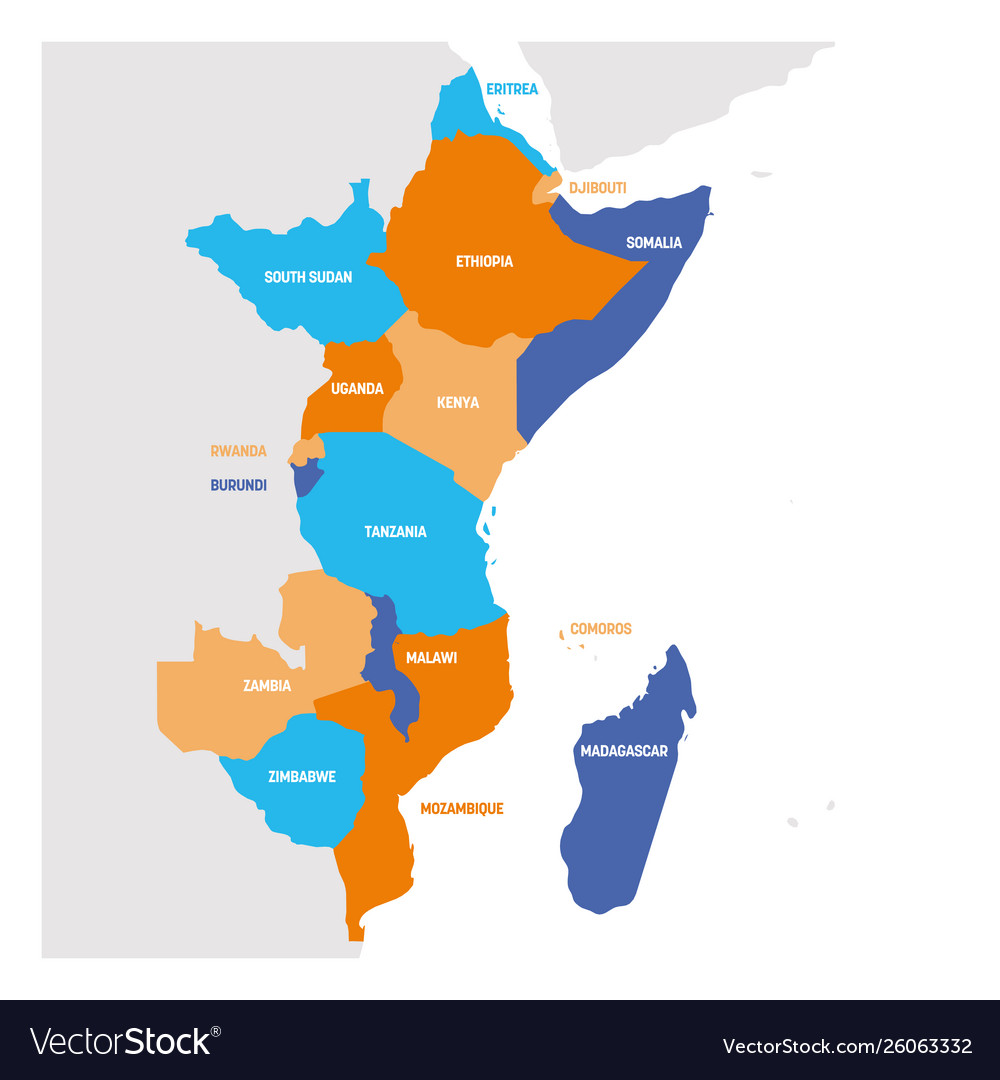 ERITREA
DJIBOUTI
SOMALIA
ETHIOPIA
SOUTH SUDAN
UGANDA
KENYA
RWANDA
BURUNDI
TANZANIA
COMOROS
MALAWI
ZAMBIA
MADAGASCAR
ZIMBABWE
MOZAMBIQUE
VectorStock®
VectorStock.com/26063332